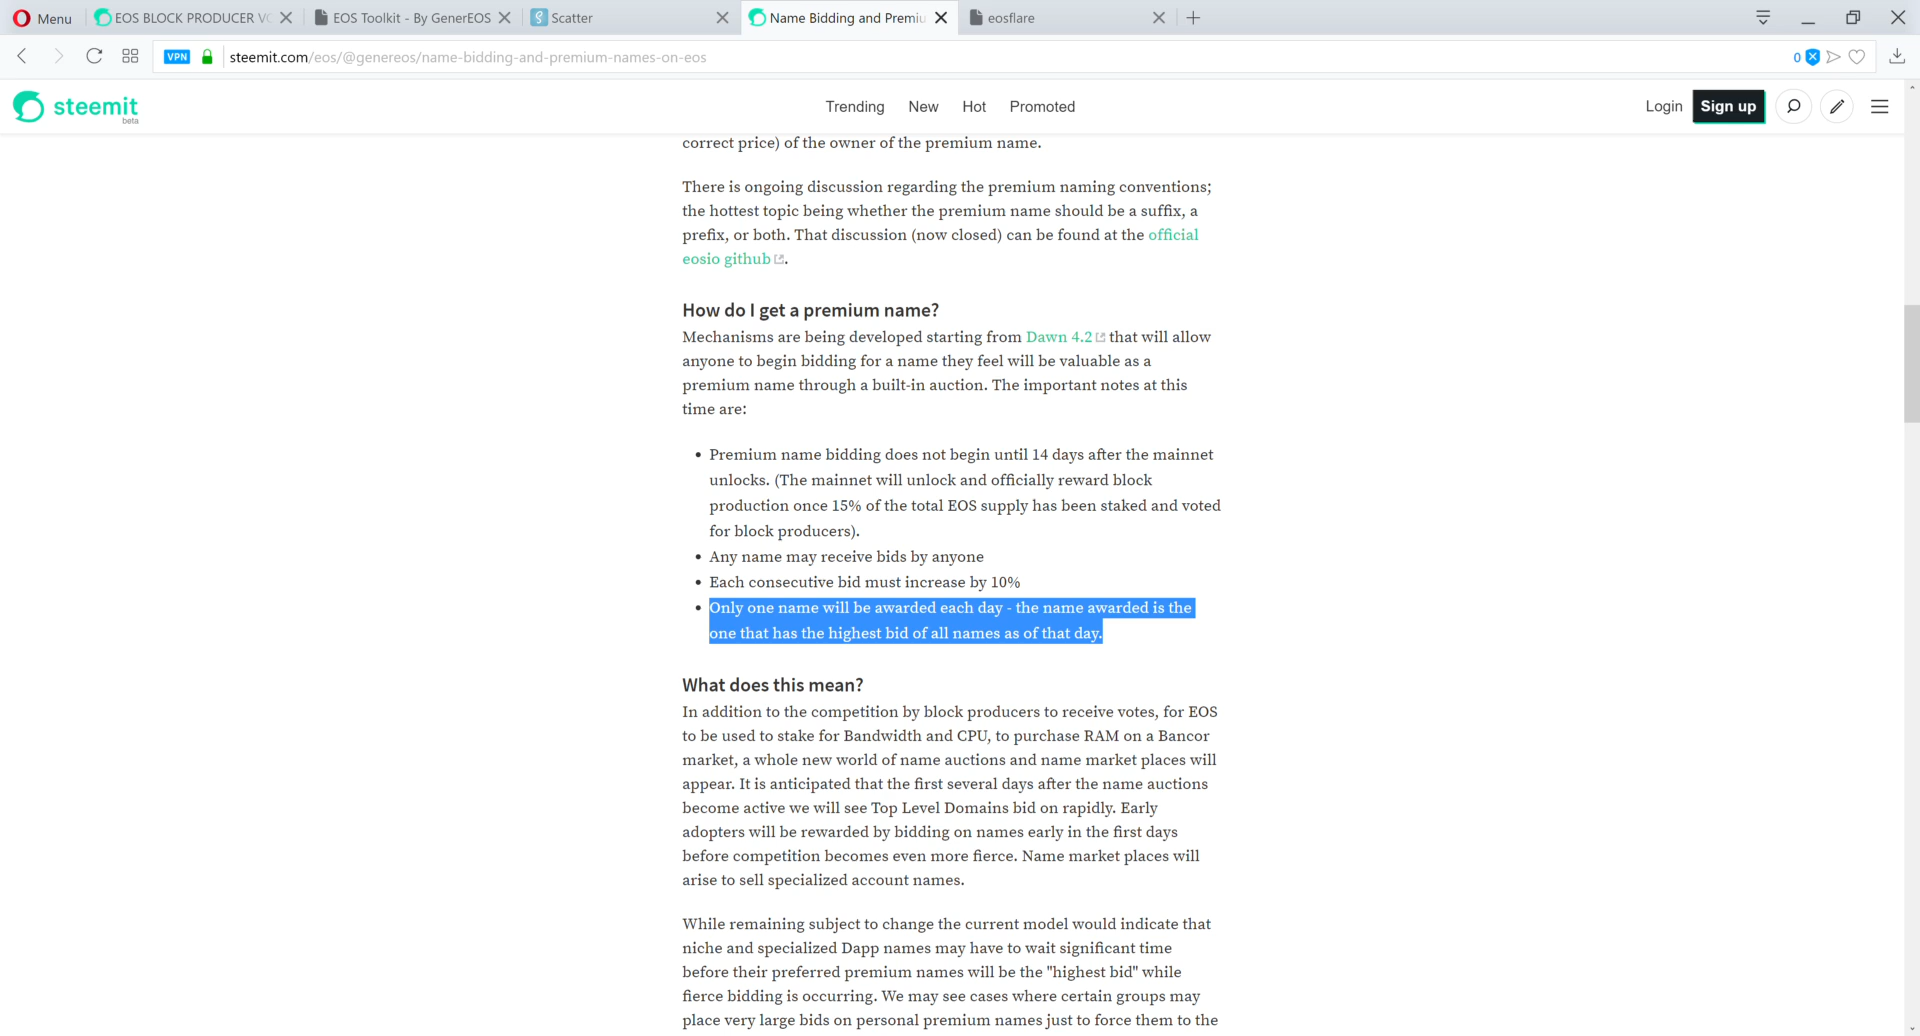 Menu
EOS BLOCK PRODUCER VO
EOS Toolkit - By GenerEOS
Scatter
Name Bidding and Premiu
eosflare
VPN
steemit.com/eos/@genereos/name-bidding-and-premium-names-on-eos
0
steemit
beta
Trending
New
Hot
Promoted
Login
Sign up
correct price) of the owner of the premium name.
There is ongoing discussion regarding the premium naming conventions;
the hottest topic being whether the premium name should be a suffix, a
prefix, or both. That discussion (now closed) can be found at the official
eosio github.
How do I get a premium name?
Mechanisms are being developed starting from Dawn 4.2 that will allow
anyone to begin bidding for a name they feel will be valuable as a
premium name through a built-in auction. The important notes at this
time are:
• Premium name bidding does not begin until 14 days after the mainnet
unlocks. (The mainnet will unlock and officially reward block
production once 15% of the total EOS supply has been staked and voted
for block producers).
• Any name may receive bids by anyone
• Each consecutive bid must increase by 10%
• Only one name will be awarded each day - the name awarded is the
one that has the highest bid of all names as of that day.
What does this mean?
In addition to the competition by block producers to receive votes, for EOS
to be used to stake for Bandwidth and CPU, to purchase RAM on a Bancor
market, a whole new world of name auctions and name market places will
appear. It is anticipated that the first several days after the name auctions
become active we will see Top Level Domains bid on rapidly. Early
adopters will be rewarded by bidding on names early in the first days
before competition becomes even more fierce. Name market places will
arise to sell specialized account names.
While remaining subject to change the current model would indicate that
niche and specialized Dapp names may have to wait significant time
before their preferred premium names will be the "highest bid" while
fierce bidding is occurring. We may see cases where certain groups may
place very large bids on personal premium names just to force them to the